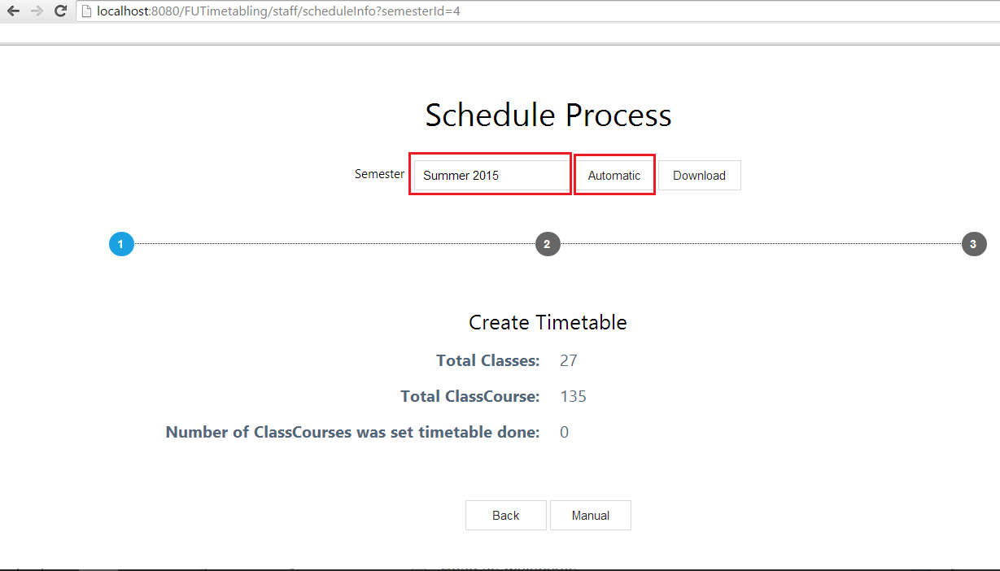 localhost:8080/FUTimetabling/staff/scheduleInfo?semesterId=4
Schedule Process
Semester Summer 2015 Automatic Download
1 2 3
Create Timetable
Total Classes: 27
Total ClassCourse: 135
Number of ClassCourses was set timetable done: 0
Back Manual